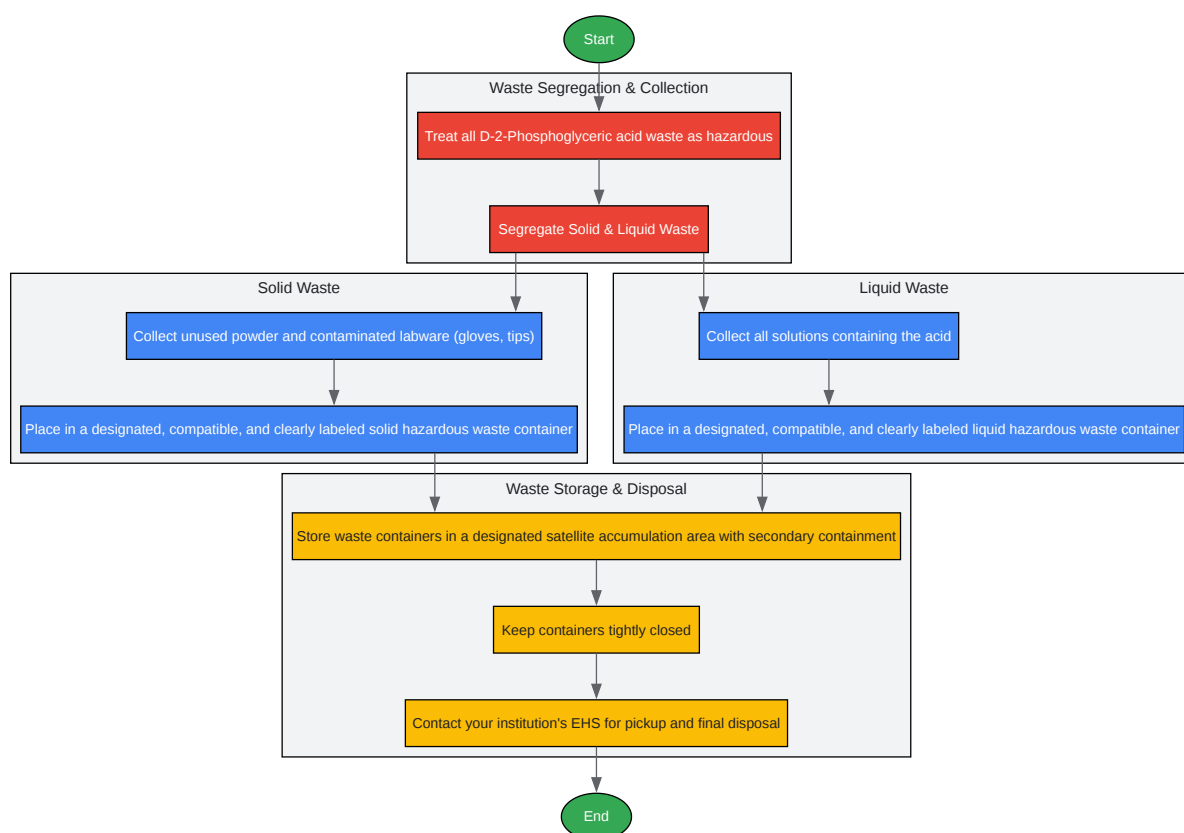 Start
Waste Segregation & Collection
Treat all D-2-Phosphoglyceric acid waste as hazardous
Segregate Solid & Liquid Waste
Solid Waste
Collect unused powder and contaminated labware (gloves, tips)
Place in a designated, compatible, and clearly labeled solid hazardous waste container
Liquid Waste
Collect all solutions containing the acid
Place in a designated, compatible, and clearly labeled liquid hazardous waste container
Waste Storage & Disposal
Store waste containers in a designated satellite accumulation area with secondary containment
Keep containers tightly closed
Contact your institution's EHS for pickup and final disposal
End